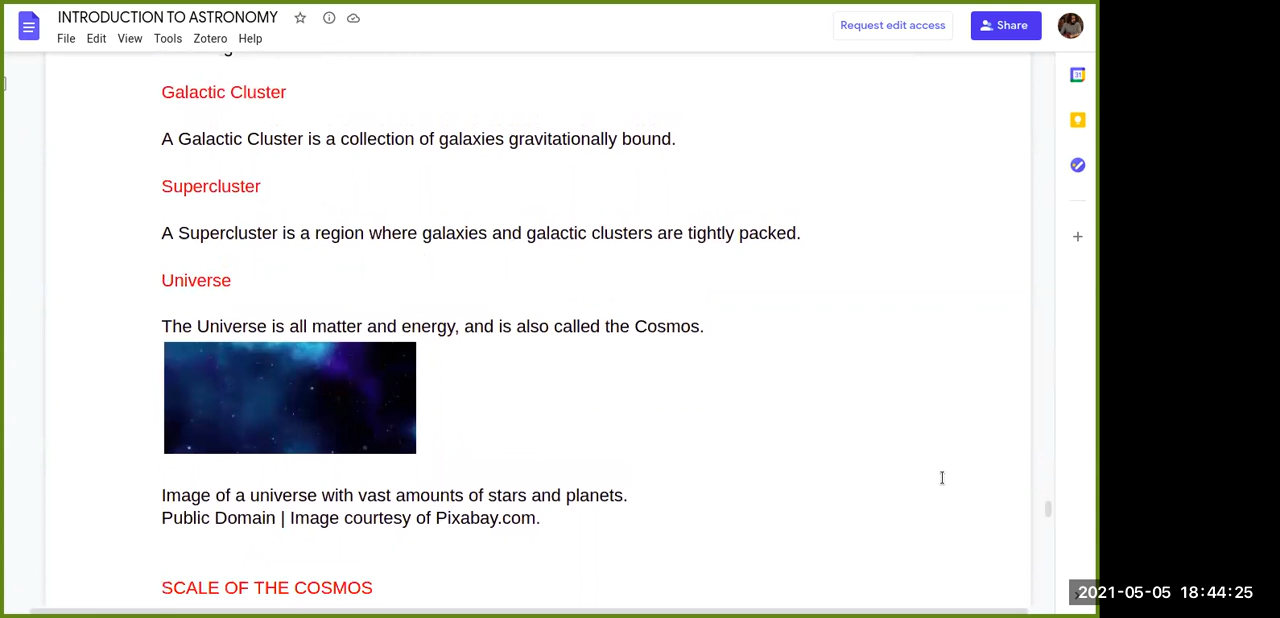 INTRODUCTION TO ASTRONOMY
Request edit access
Share
File Edit View Tools Zotero Help
Galactic Cluster
A Galactic Cluster is a collection of galaxies gravitationally bound.
Supercluster
A Supercluster is a region where galaxies and galactic clusters are tightly packed.
Universe
The Universe is all matter and energy, and is also called the Cosmos.
Image of a universe with vast amounts of stars and planets.
Public Domain | Image courtesy of Pixabay.com.
SCALE OF THE COSMOS
2021-05-05 18:44:25